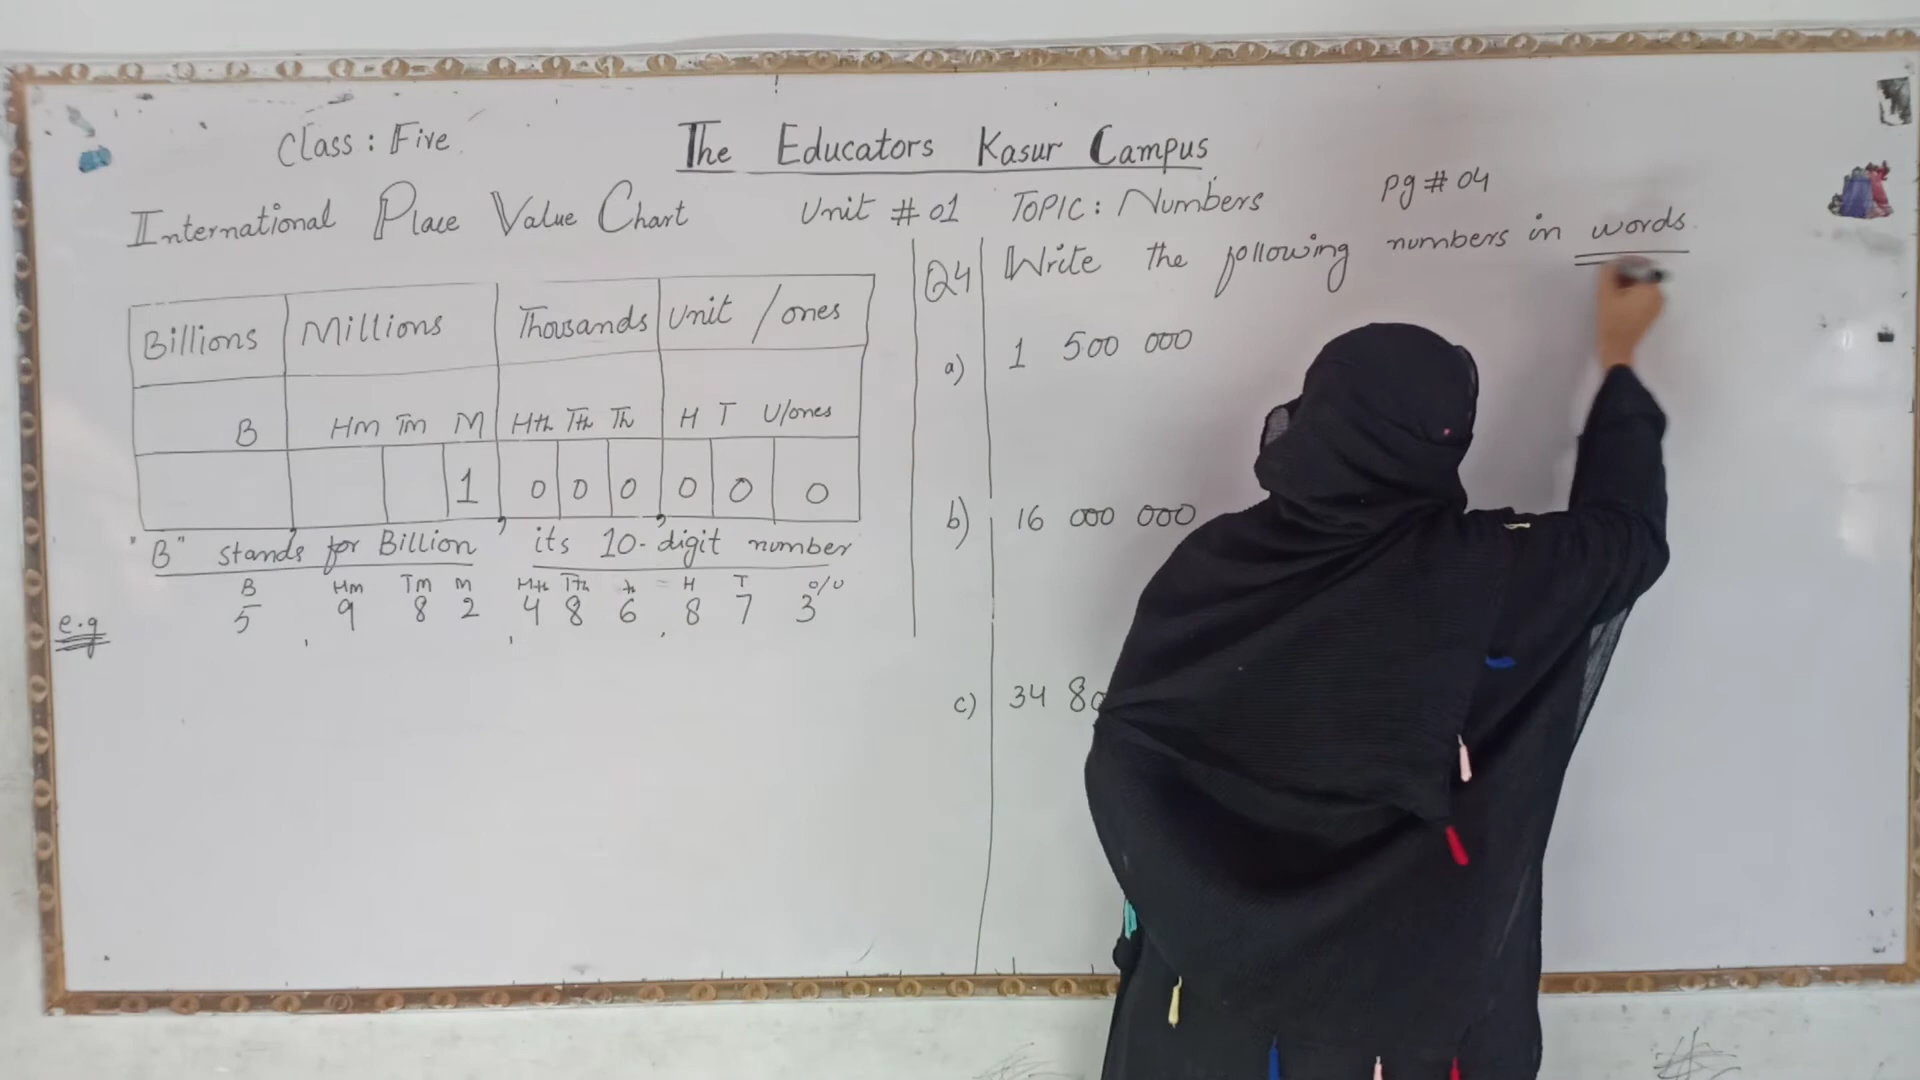 Class: Five
The Educators Kasur Campus
International Place Value Chart
Unit # 01 TOPIC: Numbers
pg # 04
Billions Millions Thousands Unit / ones
B Hm Tm M Hth Tth Th H T U/ones
1 0 0 0 0 0 0
"B" stands for Billion, its 10-digit number
B Hm Tm M Hth Tth th H T O/U
e.g 5, 9 8 2, 4 8 6, 8 7 3
Q4 Write the following numbers in words.
a) 1 500 000
b) 16 000 000
c) 34 80